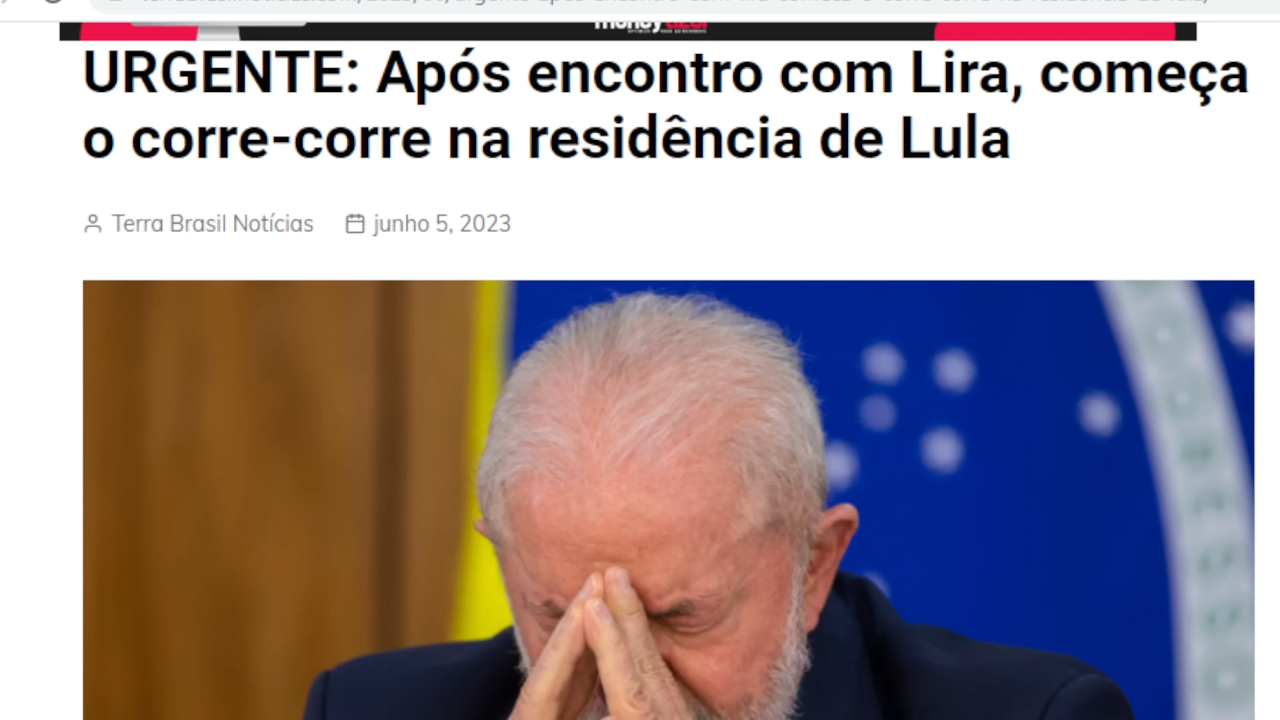 URGENTE: Após encontro com Lira, começa
o corre-corre na residência de Lula
Terra Brasil Notícias junho 5, 2023